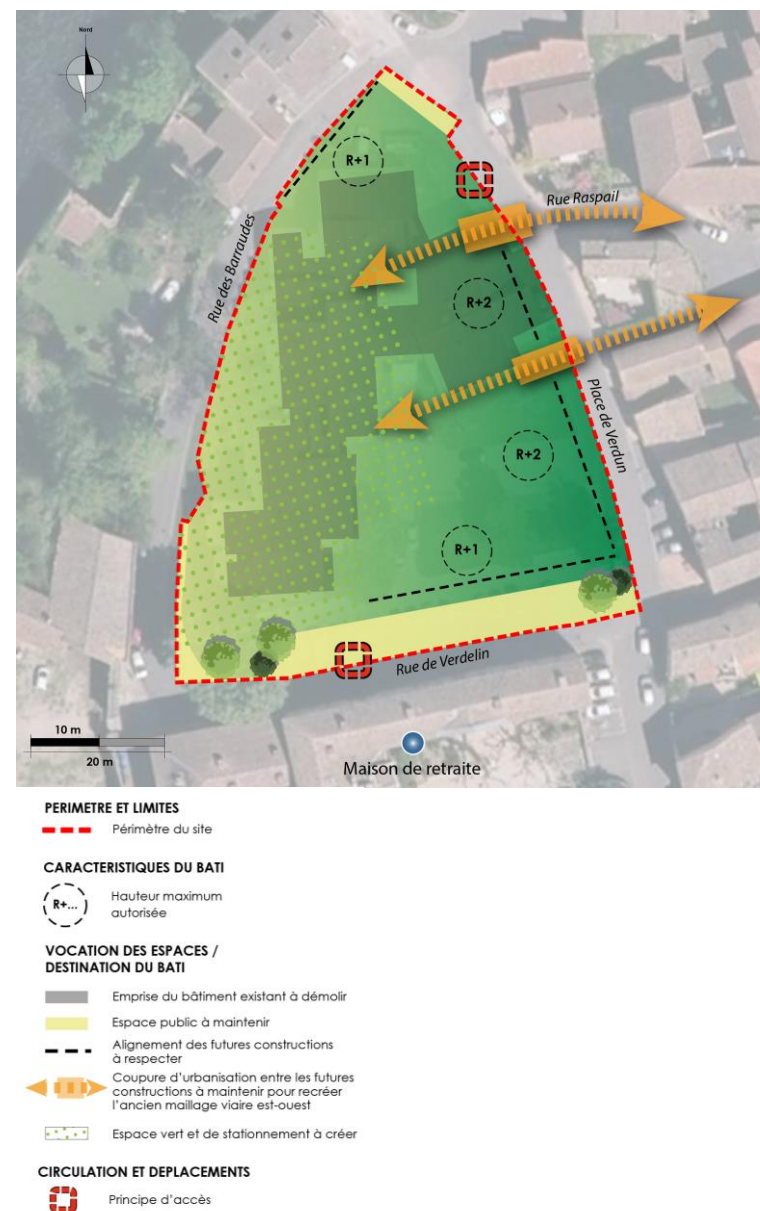 Nord
R+1
Rue Raspail
Rue des Barraudes
R+2
Place de Verdun
R+2
R+1
Rue de Verdelin
10 m
20 m
Maison de retraite
PERIMETRE ET LIMITES
Périmètre du site
CARACTERISTIQUES DU BATI
R+...
Hauteur maximum
autorisée
VOCATION DES ESPACES /
DESTINATION DU BATI
Emprise du bâtiment existant à démolir
Espace public à maintenir
Alignement des futures constructions
à respecter
Coupure d'urbanisation entre les futures
constructions à maintenir pour recréer
l'ancien maillage viaire est-ouest
Espace vert et de stationnement à créer
CIRCULATION ET DEPLACEMENTS
Principe d'accès